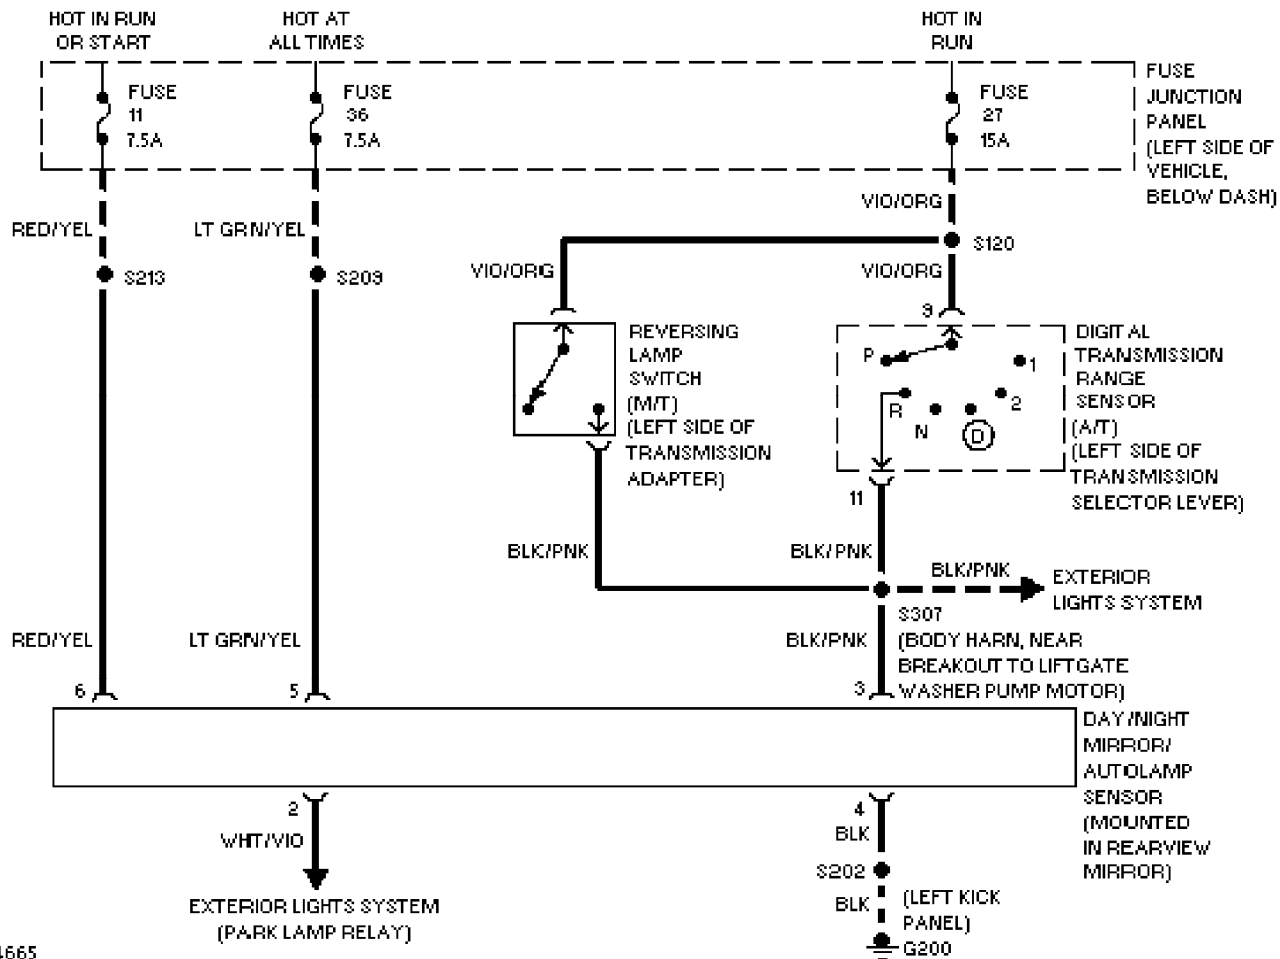 HOT IN RUN
OR START
HOT AT
ALL TIMES
HOT IN
RUN
FUSE
11
7.5A
FUSE
36
7.5A
FUSE
27
15A
FUSE
JUNCTION
PANEL
(LEFT SIDE OF
VEHICLE,
BELOW DASH)
RED/YEL
LT GRN/YEL
VIO/ORG
S213
S209
S120
VIO/ORG
VIO/ORG
9
REVERSING
LAMP
SWITCH
(M/T)
(LEFT SIDE OF
TRANSMISSION
ADAPTER)
P
R
N
D
2
1
DIGITAL
TRANSMISSION
RANGE
SENSOR
(A/T)
(LEFT SIDE OF
TRANSMISSION
SELECTOR LEVER)
11
BLK/PNK
BLK/PNK
BLK/PNK
EXTERIOR
LIGHTS SYSTEM
S307
(BODY HARN, NEAR
BREAKOUT TO LIFTGATE
WASHER PUMP MOTOR)
RED/YEL
LT GRN/YEL
BLK/PNK
6
5
3
DAY/NIGHT
MIRROR/
AUTOLAMP
SENSOR
(MOUNTED
IN REARVIEW
MIRROR)
2
WHT/VIO
EXTERIOR LIGHTS SYSTEM
(PARK LAMP RELAY)
4
BLK
S202
BLK
(LEFT KICK
PANEL)
G200
4665